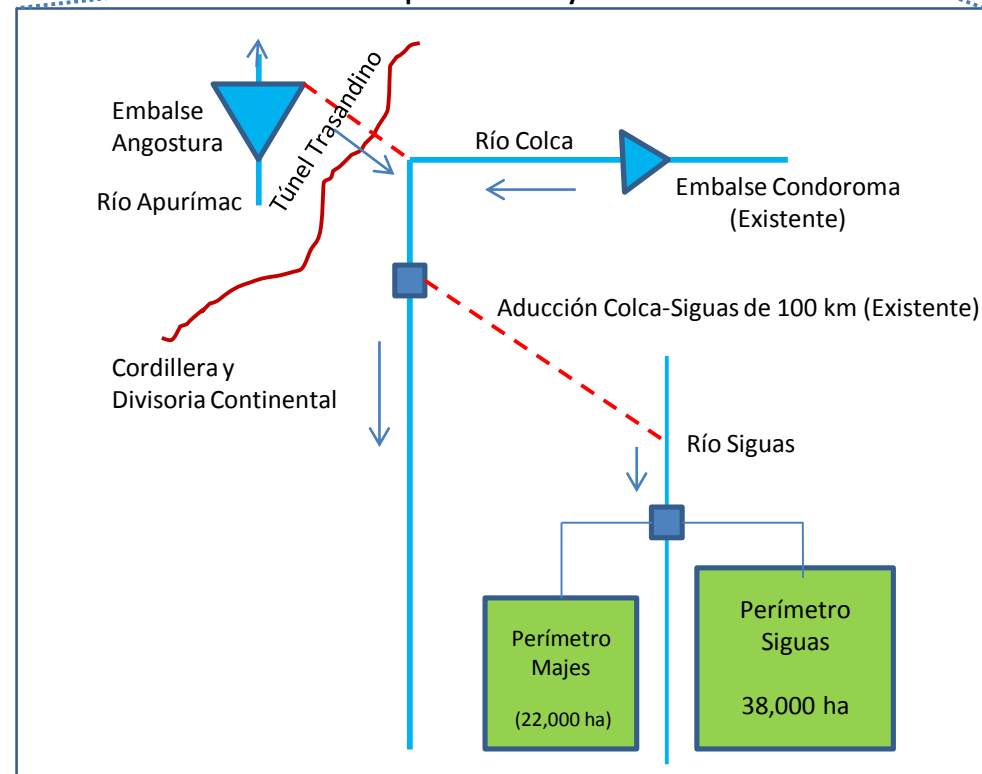 Embalse
Angostura
Río Apurímac
Túnel Trasandino
Río Colca
Embalse Condoroma
(Existente)
Aducción Colca-Siguas de 100 km (Existente)
Cordillera y
Divisoria Continental
Río Siguas
Perímetro
Majes
(22,000 ha)
Perímetro
Siguas
38,000 ha